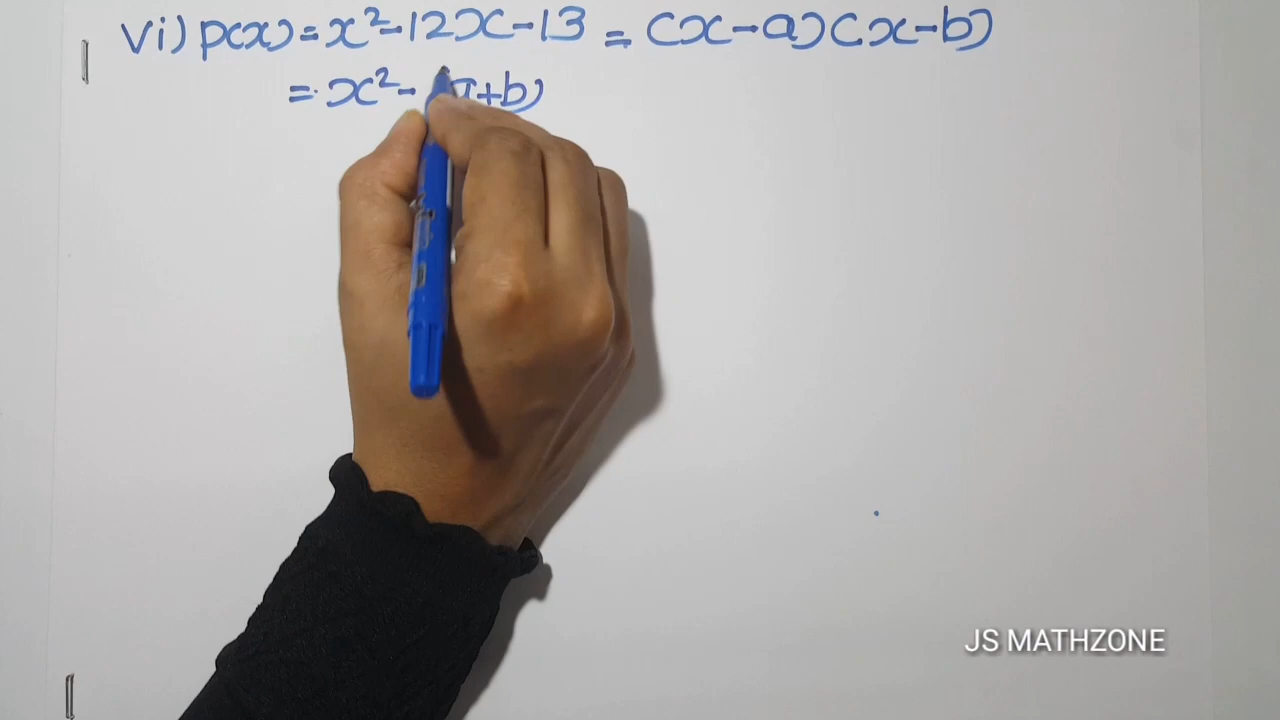 vi) p(x) = x²-12x-13 = (x-a)(x-b)
= x² - (a+b)
JS MATHZONE